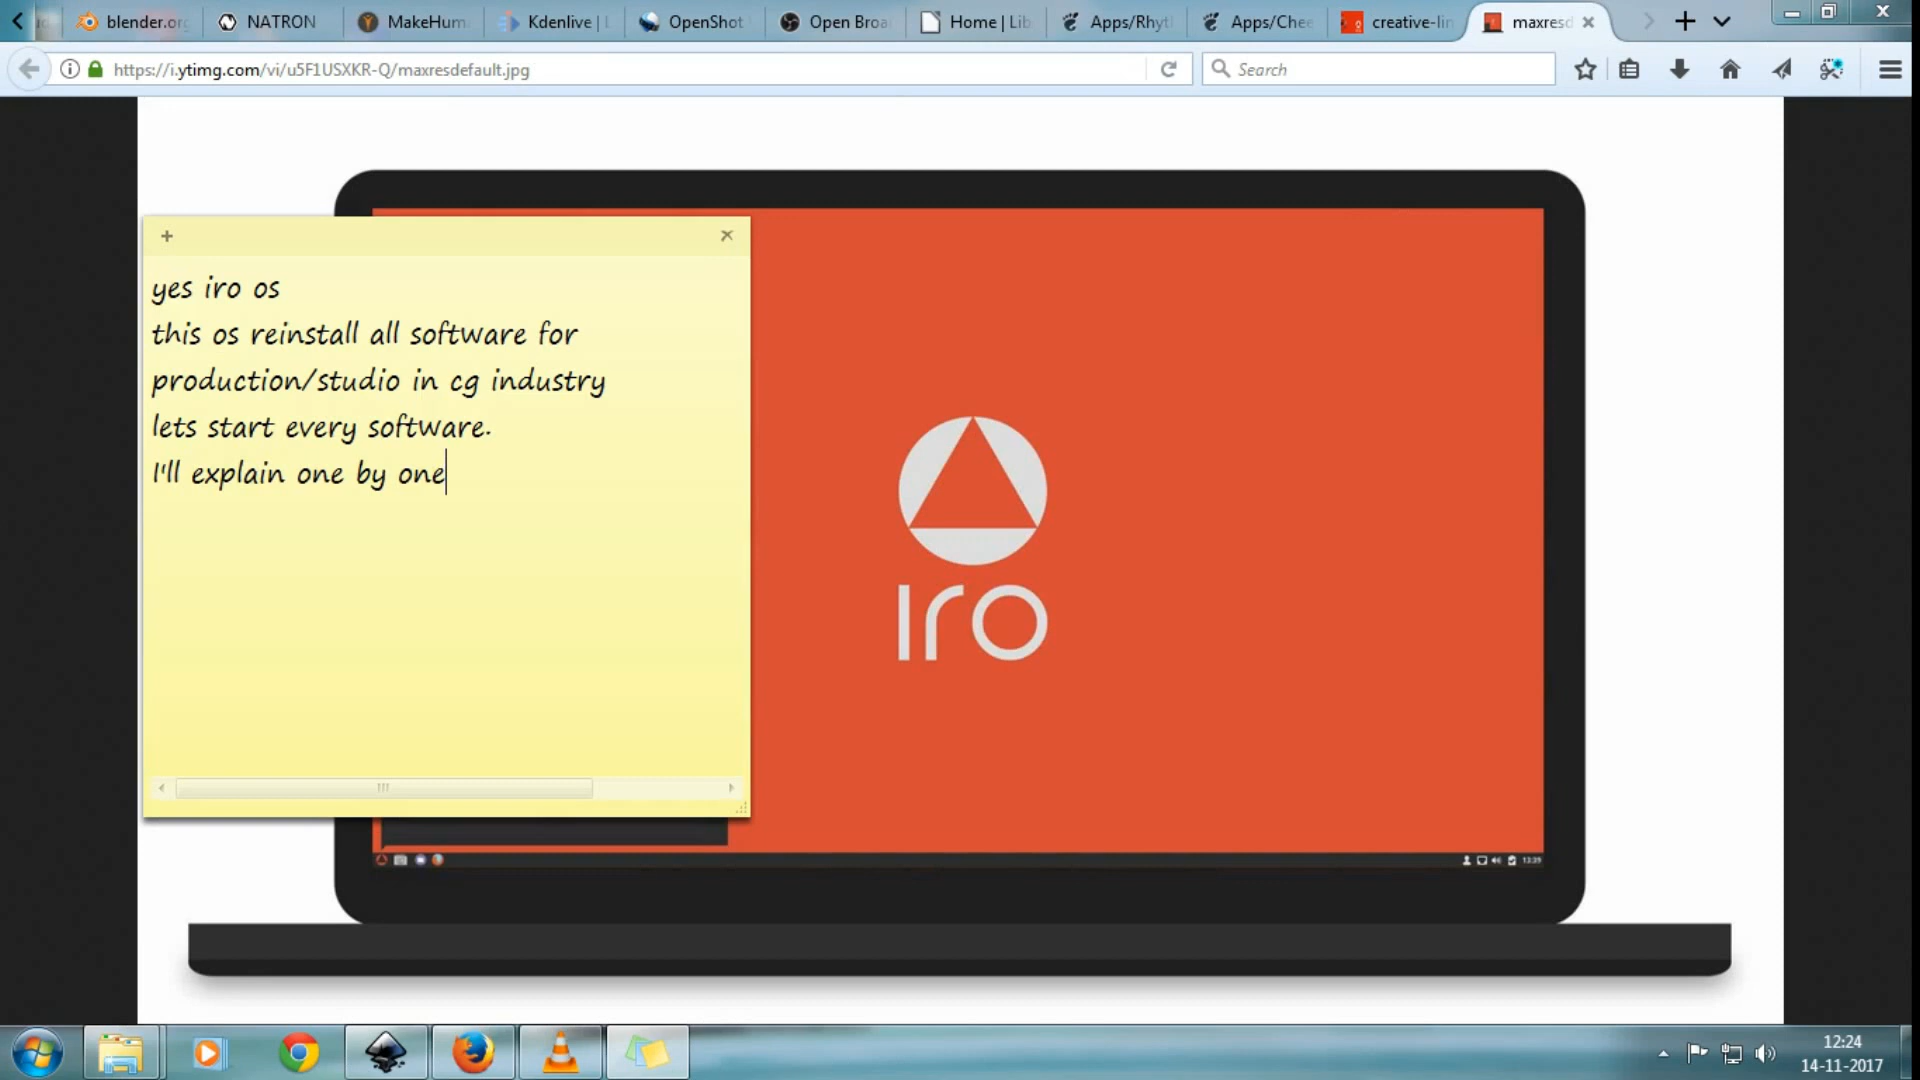 blender.or
NATRON
MakeHum
Kdenlive | L
OpenShot
Open Broa
Home | Lib
Apps/Rhyt
Apps/Chee
creative-lin
maxresd
https://i.ytimg.com/vi/u5F1USXKR-Q/maxresdefault.jpg
Search
yes iro os
this os reinstall all software for
production/studio in cg industry
lets start every software.
I'll explain one by one
Iro
13:39
12:24
14-11-2017